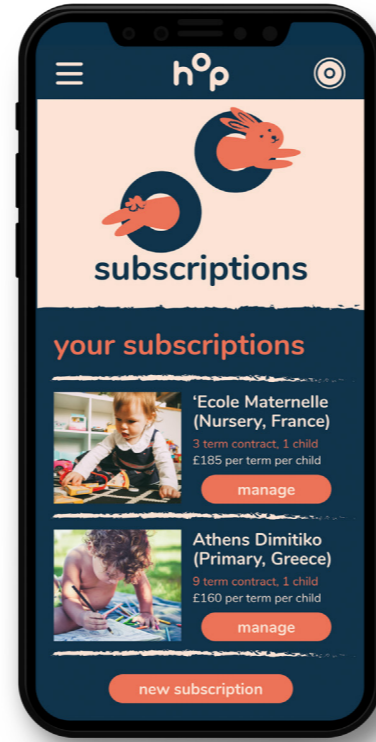 hop
subscriptions
your subscriptions
‘Ecole Maternelle
(Nursery, France)
3 term contract, 1 child
£185 per term per child
manage
Athens Dimitiko
(Primary, Greece)
9 term contract, 1 child
£160 per term per child
manage
new subscription